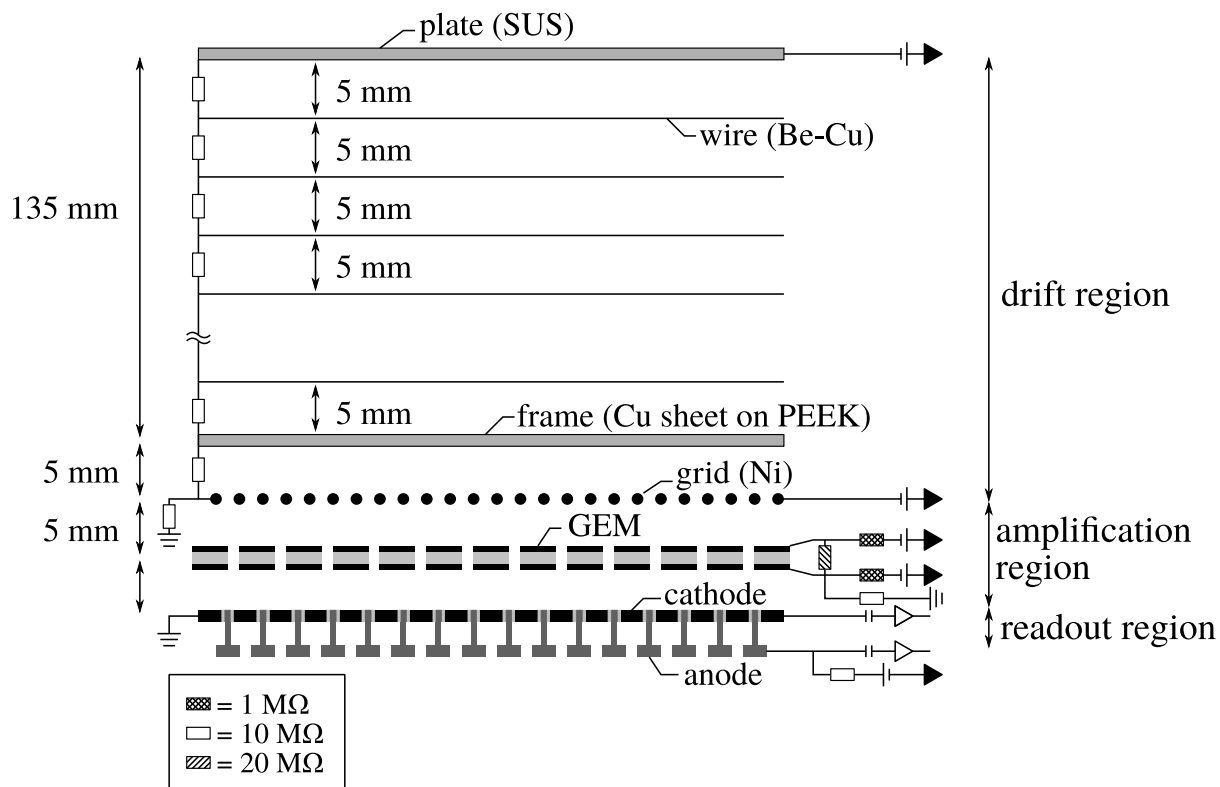 plate (SUS)
5 mm
wire (Be-Cu)
5 mm
135 mm
5 mm
5 mm
drift region
5 mm
frame (Cu sheet on PEEK)
5 mm
grid (Ni)
5 mm
GEM
amplification
region
cathode
readout region
anode
= 1 MΩ
= 10 MΩ
= 20 MΩ